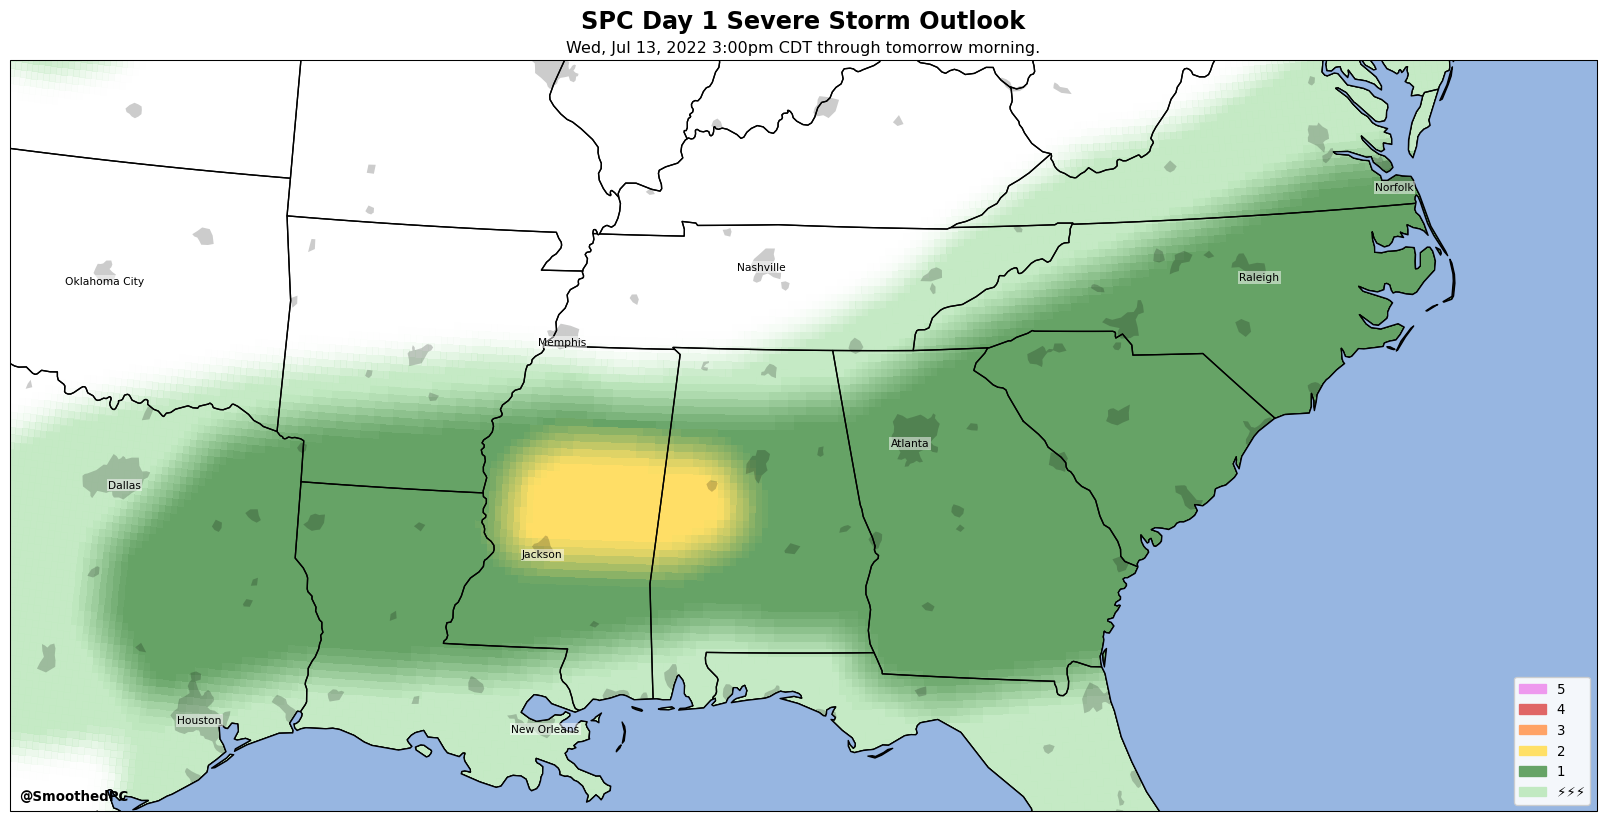 SPC Day 1 Severe Storm Outlook
Wed, Jul 13, 2022 3:00pm CDT through tomorrow morning.
Norfolk
Nashville
Raleigh
Oklahoma City
Memphis
Atlanta
Dallas
Jackson
Houston
New Orleans
5
4
3
2
1
⚡⚡⚡
@SmoothedPC